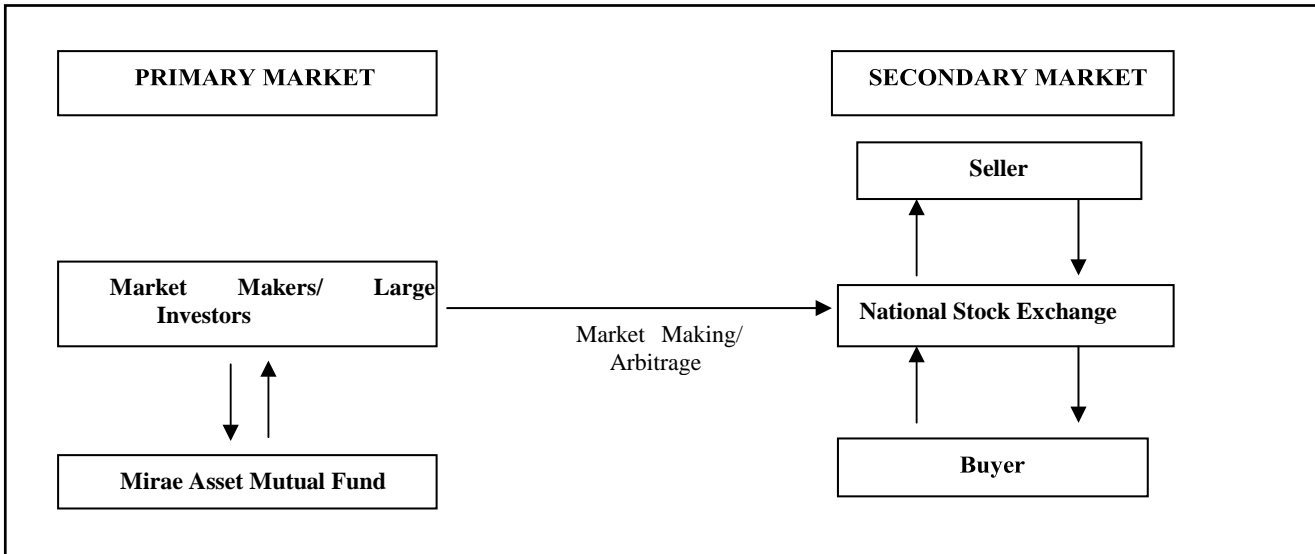 PRIMARY MARKET
SECONDARY MARKET
Seller
Market Makers/ Large
Investors
National Stock Exchange
Market Making/
Arbitrage
Mirae Asset Mutual Fund
Buyer